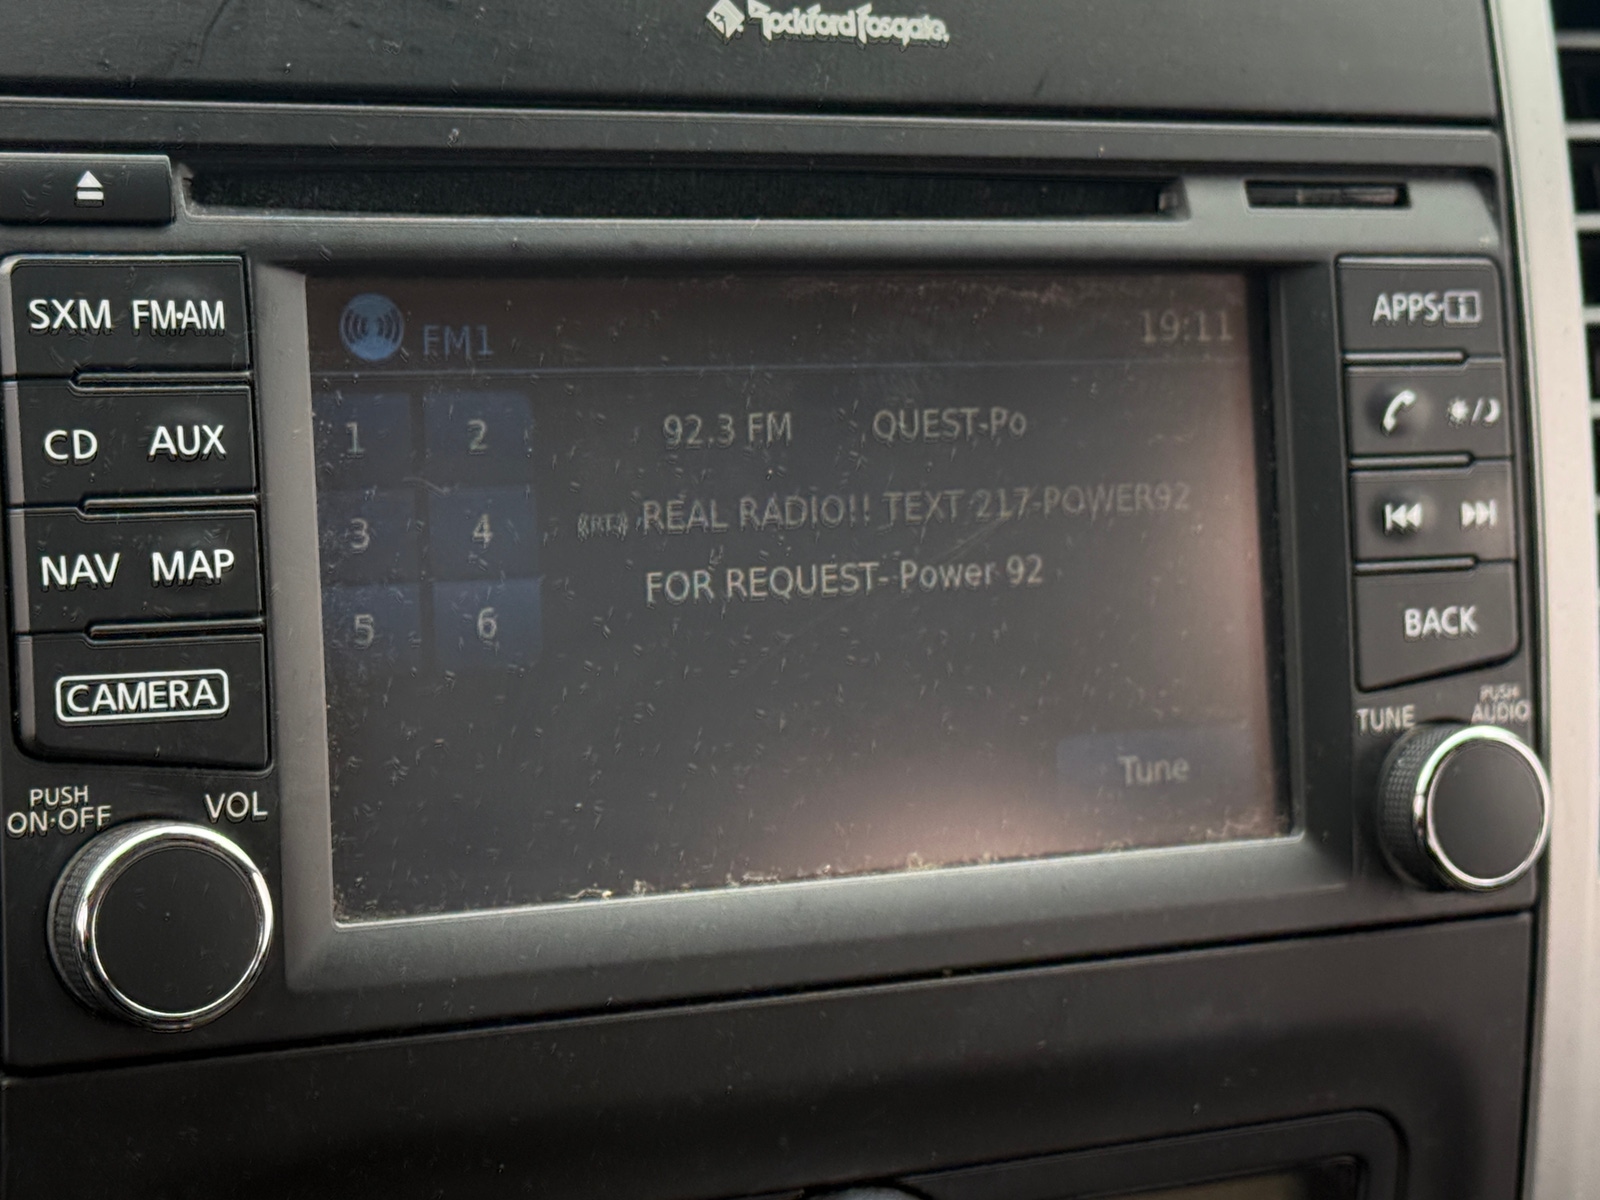 Rockford Fosgate
SXM FM·AM
CD AUX
NAV MAP
CAMERA
PUSH
ON·OFF
VOL
FM1
19:11
1 2
3 4
5 6
92.3 FM QUEST-Po
RT REAL RADIO!! TEXT 217-POWER92
FOR REQUEST- Power 92
Tune
APPS·i
BACK
TUNE
PUSH
AUDIO